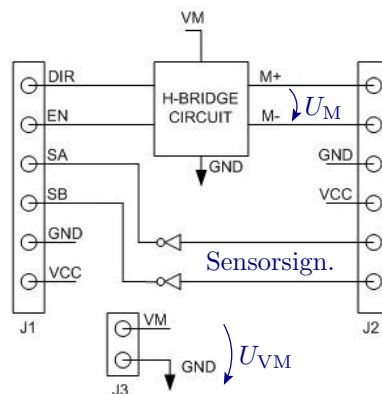 VM
DIR
M+
H-BRIDGE
CIRCUIT
U_M
EN
M-
SA
GND
GND
SB
VCC
GND
Sensorsign.
VCC
J1
J2
VM
U_VM
GND
J3